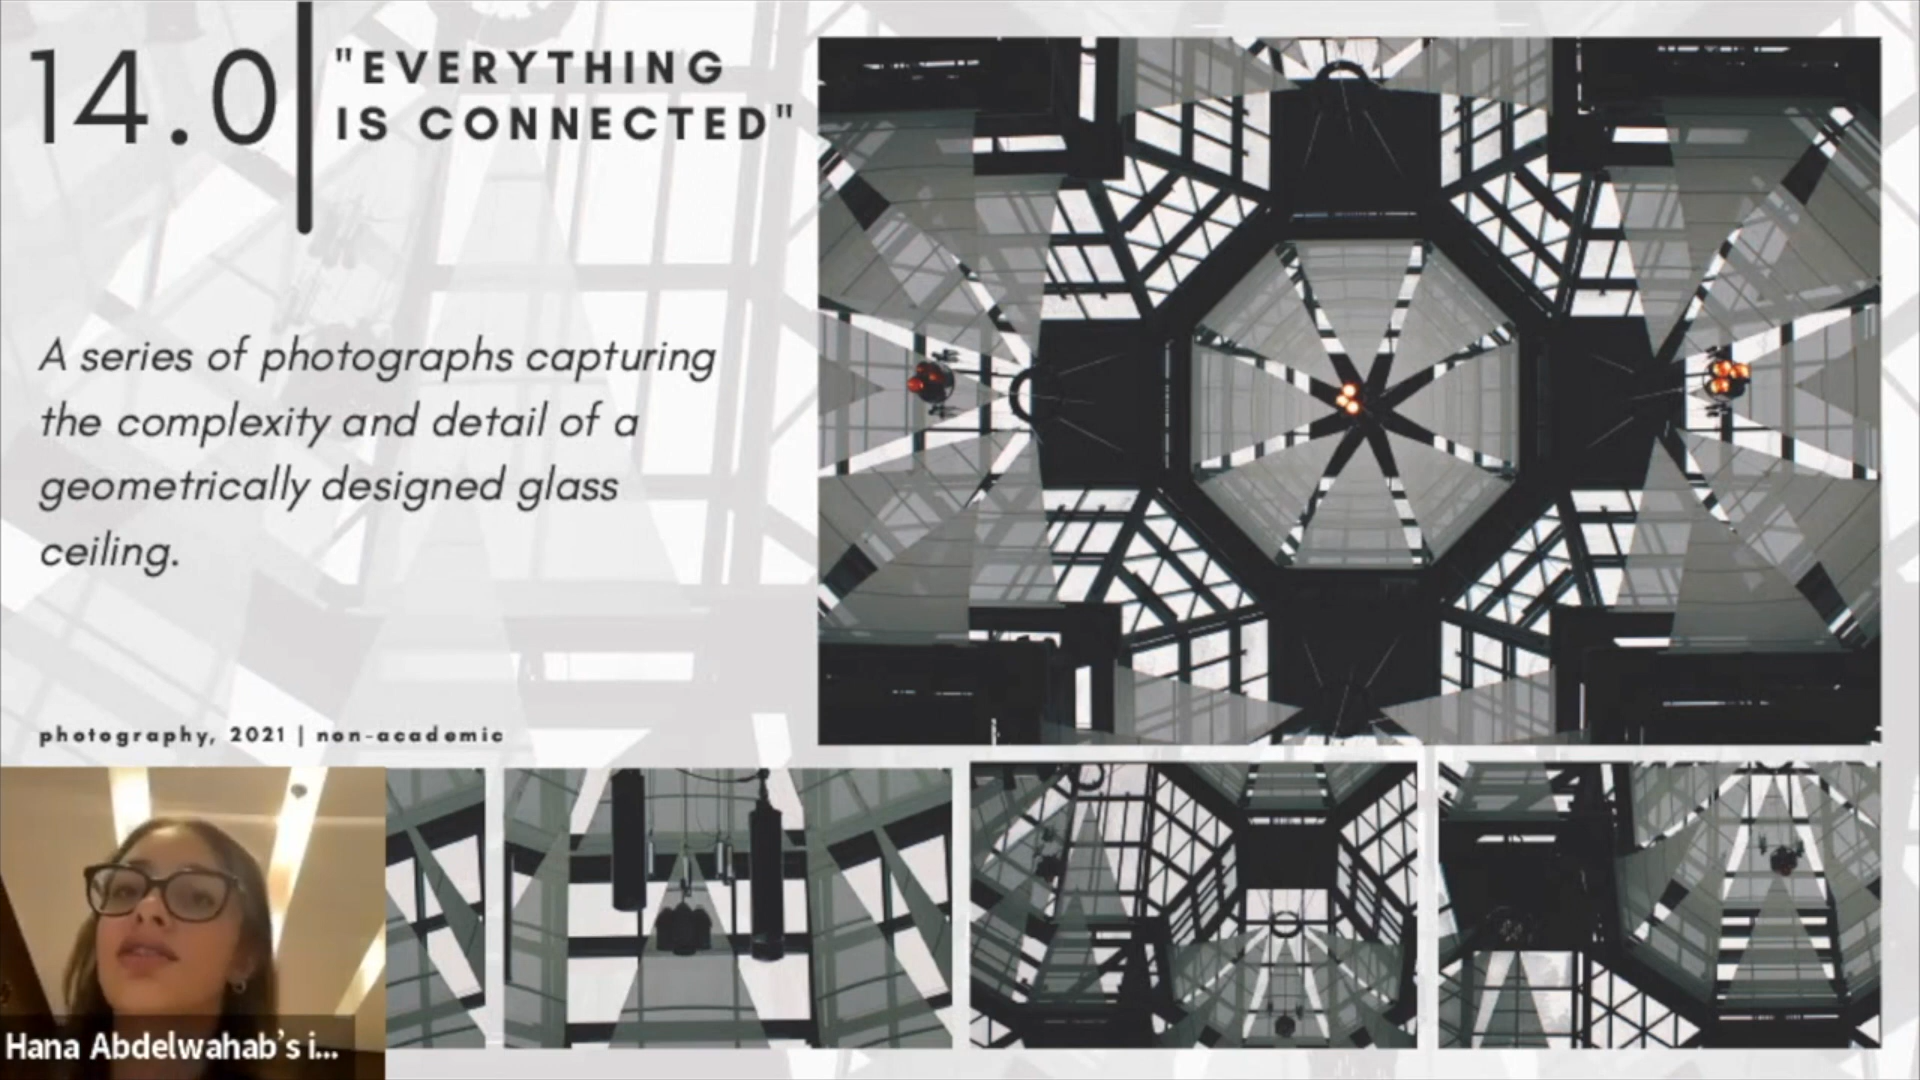 14.0
"EVERYTHING
IS CONNECTED"
A series of photographs capturing
the complexity and detail of a
geometrically designed glass
ceiling.
photography, 2021 | non-academic
Hana Abdelwahab’s i...